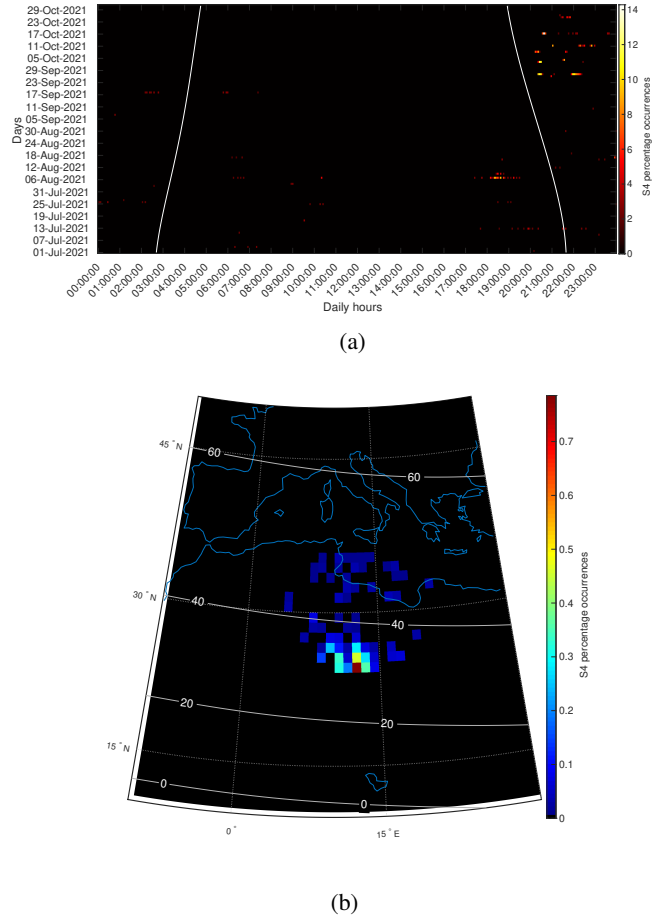 29-Oct-2021
23-Oct-2021
17-Oct-2021
11-Oct-2021
05-Oct-2021
29-Sep-2021
23-Sep-2021
17-Sep-2021
11-Sep-2021
05-Sep-2021
30-Aug-2021
24-Aug-2021
18-Aug-2021
12-Aug-2021
06-Aug-2021
31-Jul-2021
25-Jul-2021
19-Jul-2021
13-Jul-2021
07-Jul-2021
01-Jul-2021
Days
00:00:00
01:00:00
02:00:00
03:00:00
04:00:00
05:00:00
06:00:00
07:00:00
08:00:00
09:00:00
10:00:00
11:00:00
12:00:00
13:00:00
14:00:00
15:00:00
16:00:00
17:00:00
18:00:00
19:00:00
20:00:00
21:00:00
22:00:00
23:00:00
Daily hours
14
12
10
8
6
4
2
0
S4 percentage occurrences
(a)
45 ° N
30 ° N
15 ° N
60
60
40
40
20
20
0
0
0 °
15 ° E
0.7
0.6
0.5
0.4
0.3
0.2
0.1
0
S4 percentage occurrences
(b)